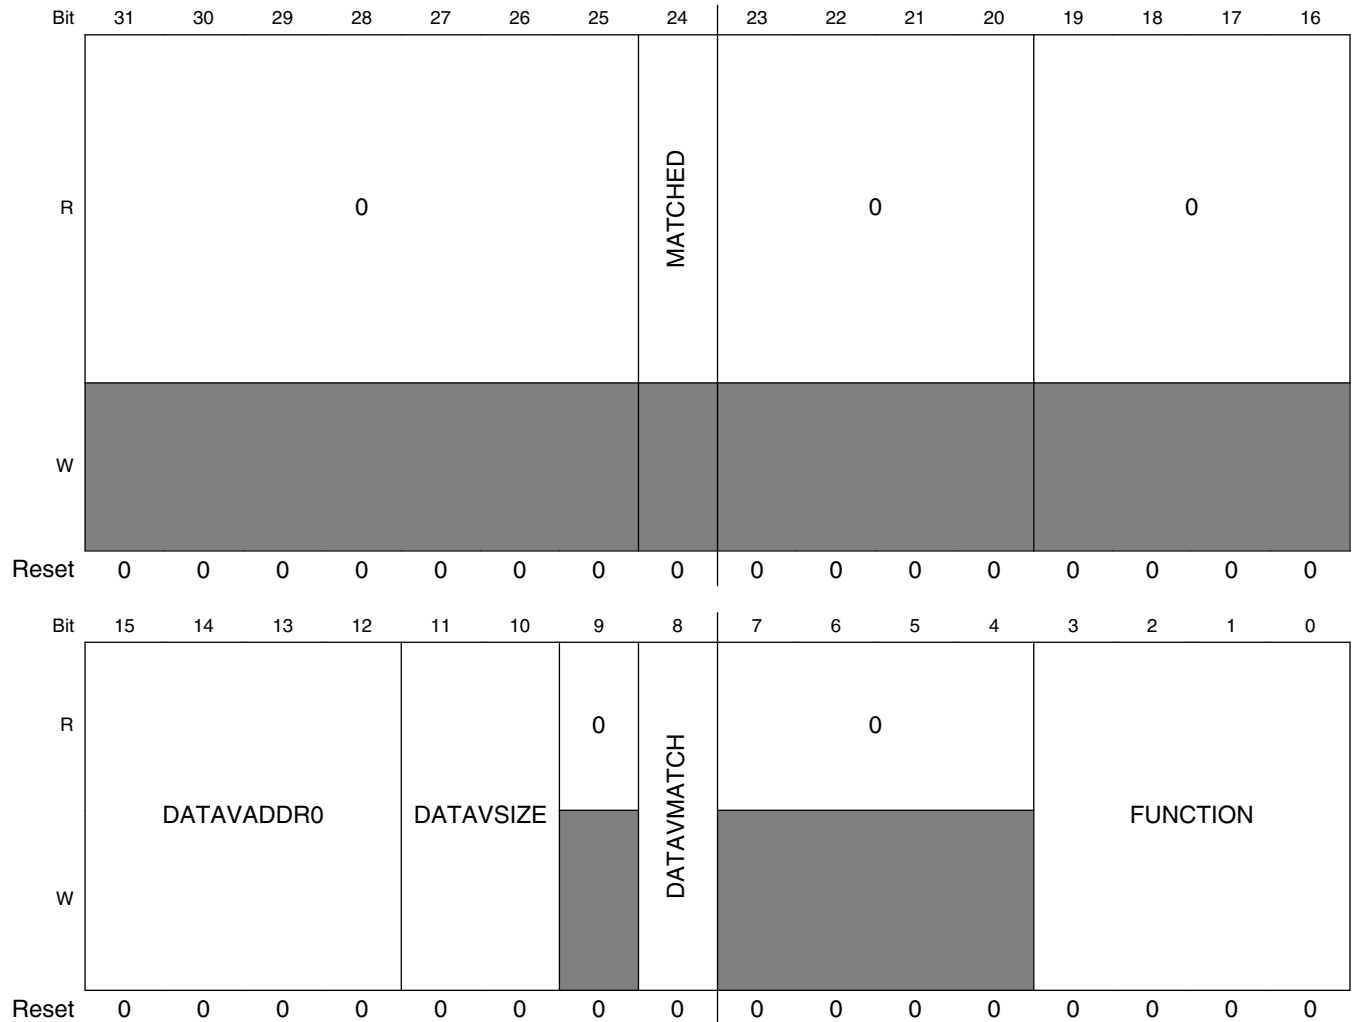 Bit 31 30 29 28 27 26 25 24 23 22 21 20 19 18 17 16
R 0 MATCHED 0 0
W
Reset 0 0 0 0 0 0 0 0 0 0 0 0 0 0 0 0
Bit 15 14 13 12 11 10 9 8 7 6 5 4 3 2 1 0
R 0 0
DATAVADDR0 DATAVSIZE DATAVMATCH FUNCTION
W
Reset 0 0 0 0 0 0 0 0 0 0 0 0 0 0 0 0